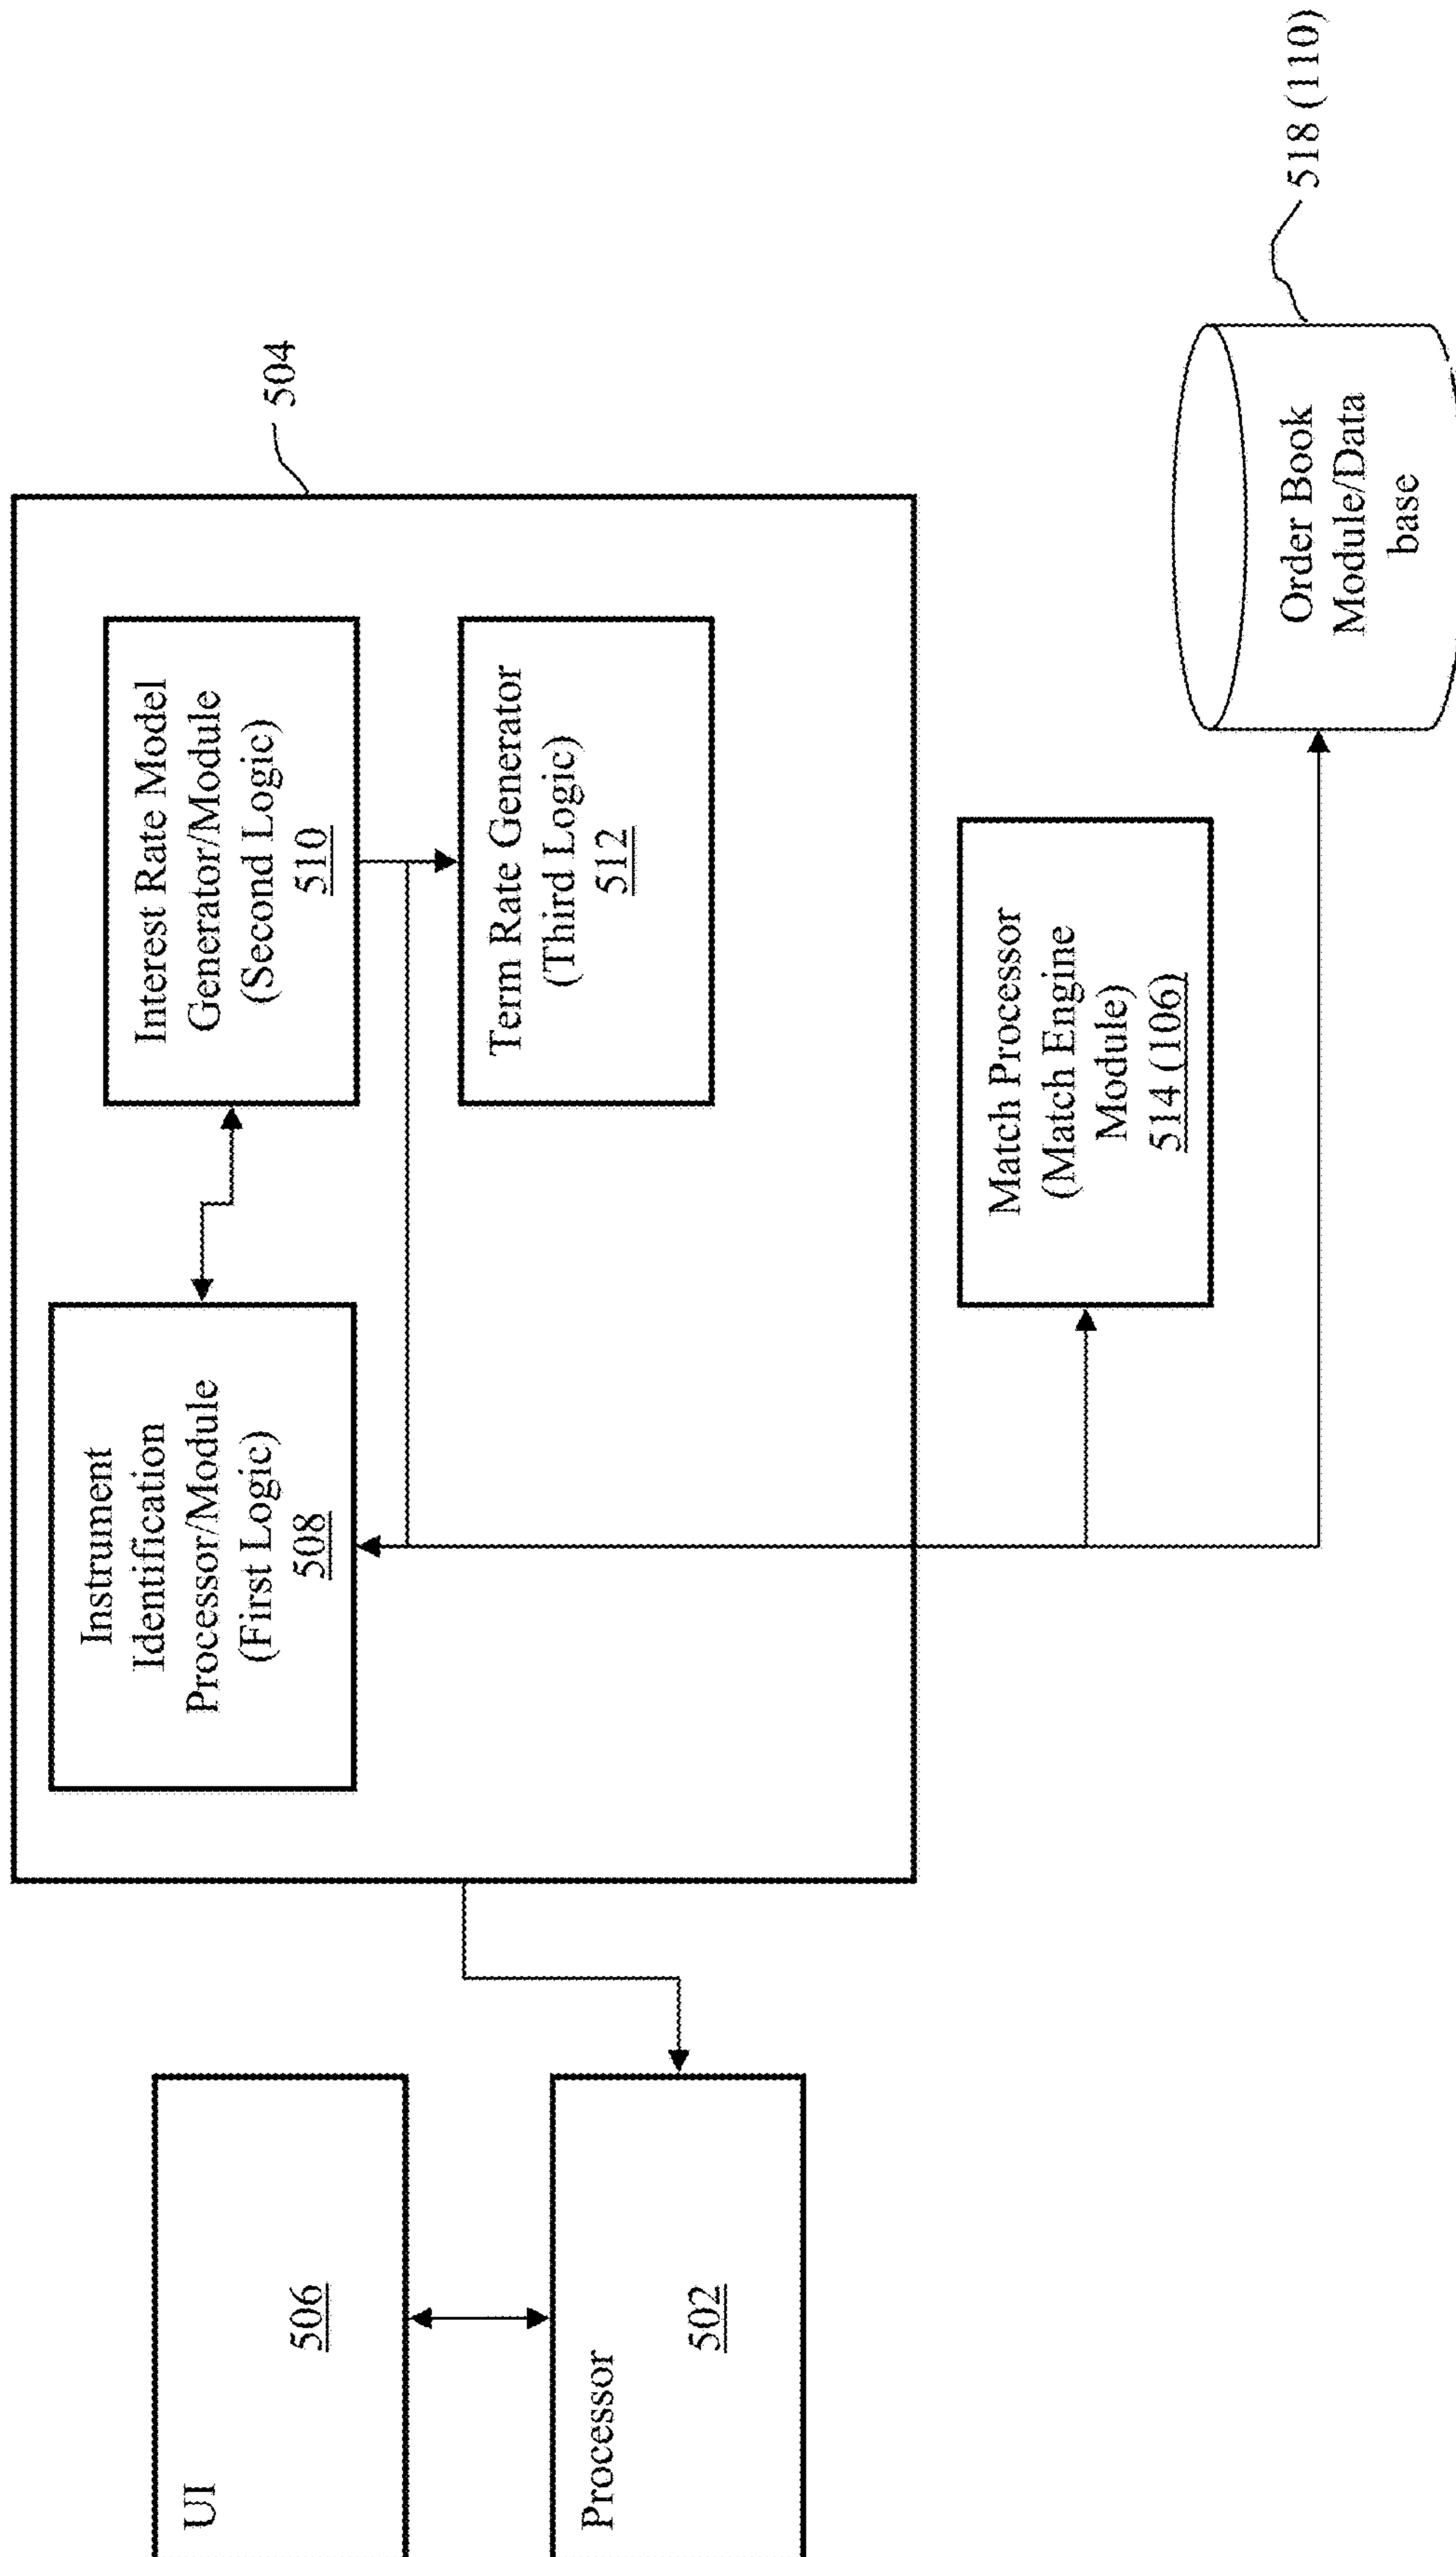 UI
506
Processor
502
504
Instrument
Identification
Processor/Module
(First Logic)
508
Interest Rate Model
Generator/Module
(Second Logic)
510
Term Rate Generator
(Third Logic)
512
Match Processor
(Match Engine
Module)
514 (106)
Order Book
Module/Data
base
518 (110)